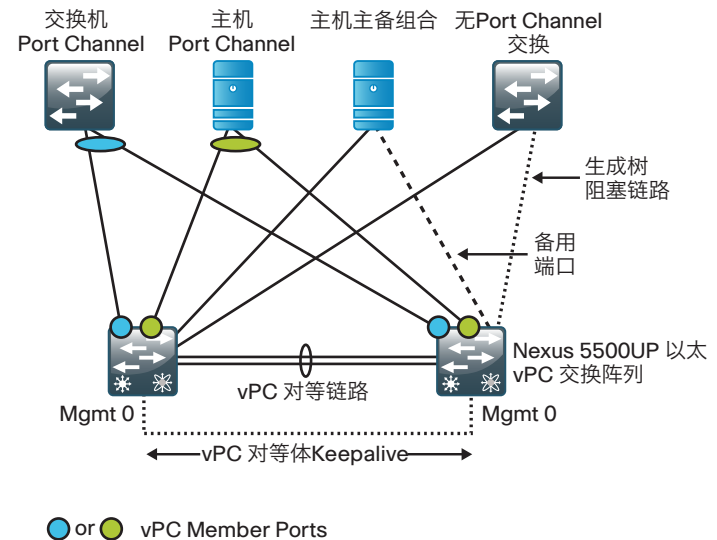 交换机
Port Channel
主机
Port Channel
主机主备组合
无Port Channel
交换
生成树
阻塞链路
备用
端口
Nexus 5500UP 以太
vPC 交换阵列
vPC 对等链路
Mgmt 0
Mgmt 0
vPC 对等体Keepalive
or
vPC Member Ports